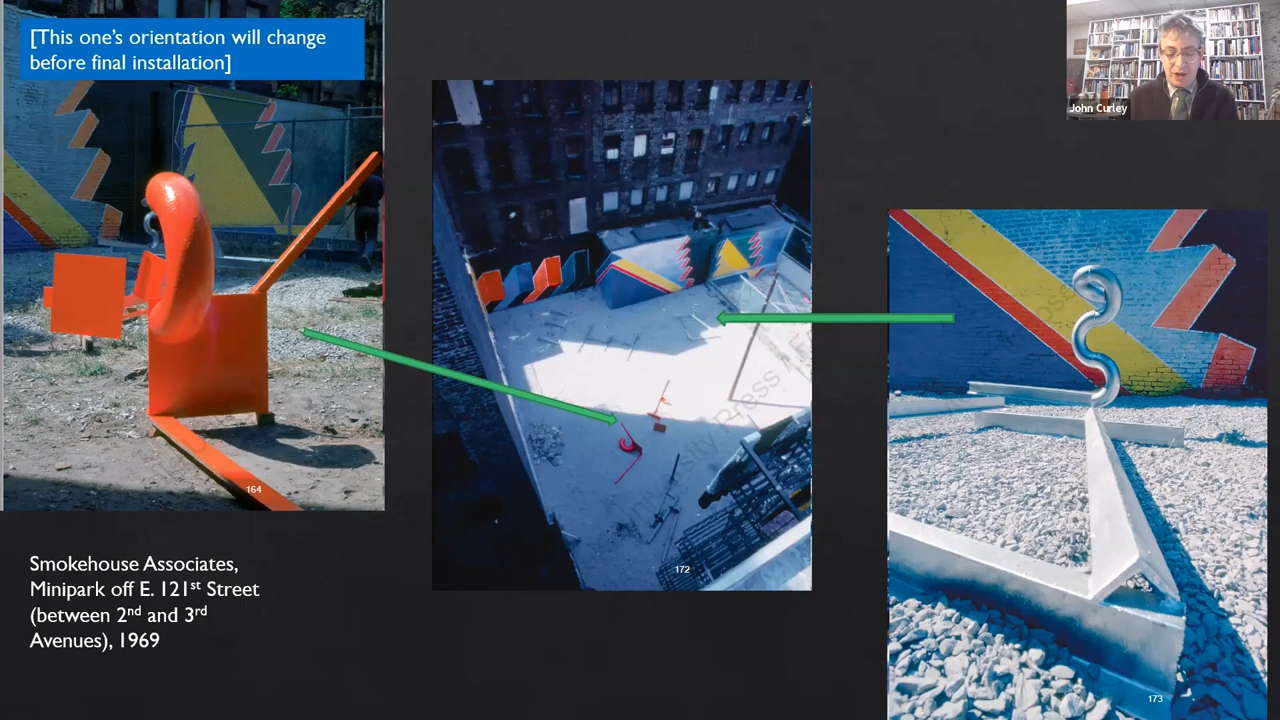 [This one's orientation will change
before final installation]
John Curley
164
172
173
Smokehouse Associates,
Minipark off E. 121st Street
(between 2nd and 3rd
Avenues), 1969